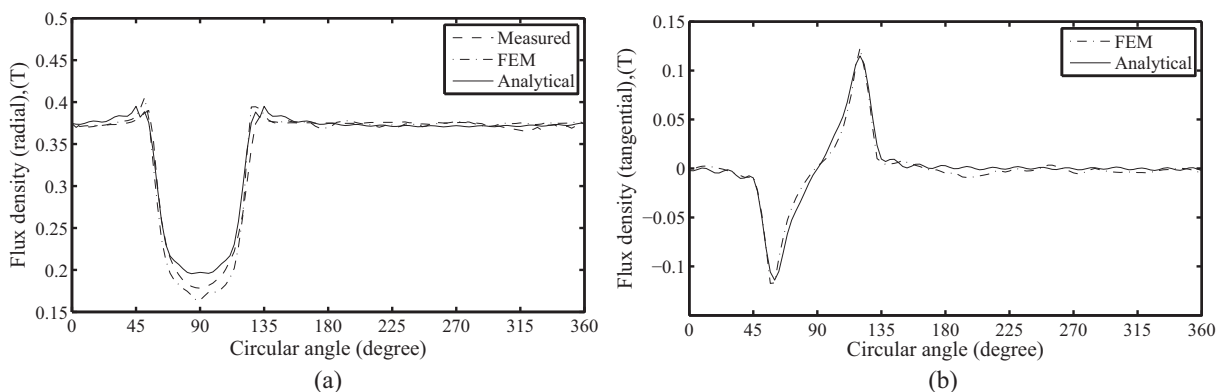 0.5
0.45
0.4
0.35
0.3
0.25
0.2
0.15
Flux density (radial),(T)
Measured
FEM
Analytical
0 45 90 135 180 225 270 315 360
Circular angle (degree)
(a)
0.15
0.1
0.05
0
−0.05
−0.1
Flux density (tangential),(T)
FEM
Analytical
0 45 90 135 180 225 270 315 360
Circular angle (degree)
(b)